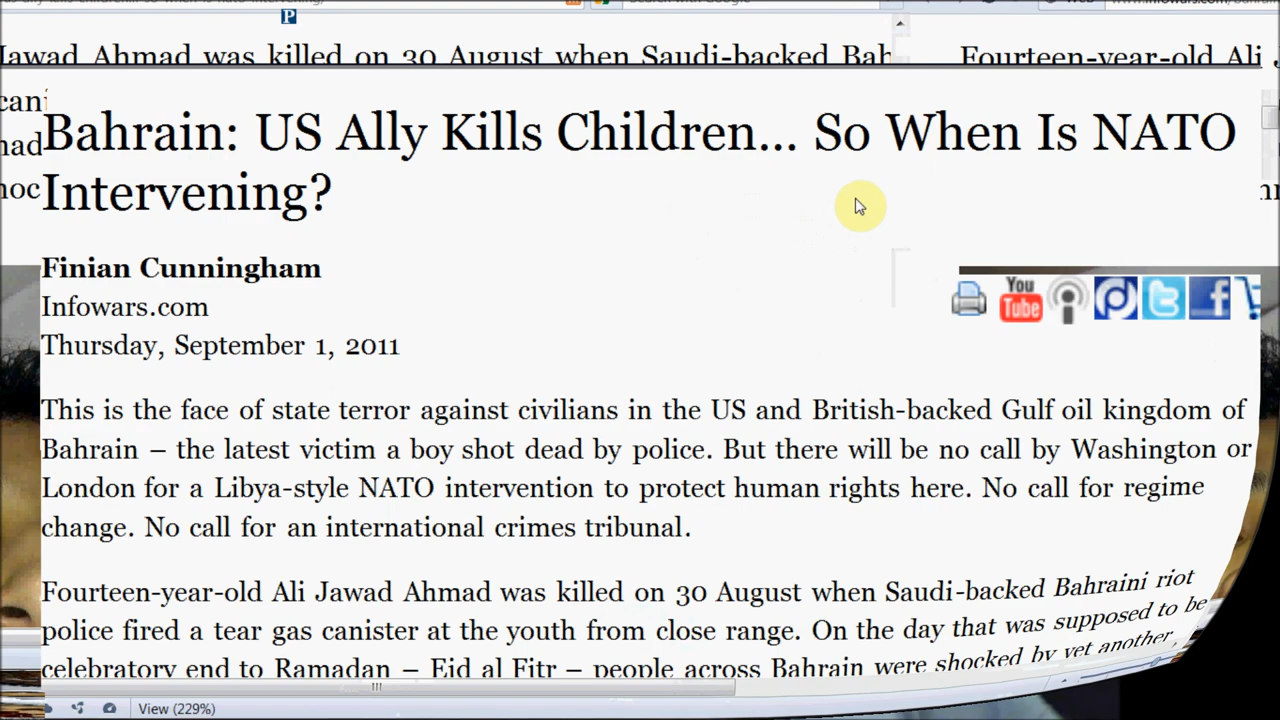 Jawad Ahmad was killed on 30 August when Saudi-backed Bah
Fourteen-year-old Ali J
Bahrain: US Ally Kills Children... So When Is NATO
Intervening?
Finian Cunningham
Infowars.com
Thursday, September 1, 2011
You
Tube
This is the face of state terror against civilians in the US and British-backed Gulf oil kingdom of
Bahrain – the latest victim a boy shot dead by police. But there will be no call by Washington or
London for a Libya-style NATO intervention to protect human rights here. No call for regime
change. No call for an international crimes tribunal.
Fourteen-year-old Ali Jawad Ahmad was killed on 30 August when Saudi-backed Bahraini riot
police fired a tear gas canister at the youth from close range. On the day that was supposed to be
celebratory end to Ramadan – Eid al Fitr – people across Bahrain were shocked by yet another
View (229%)